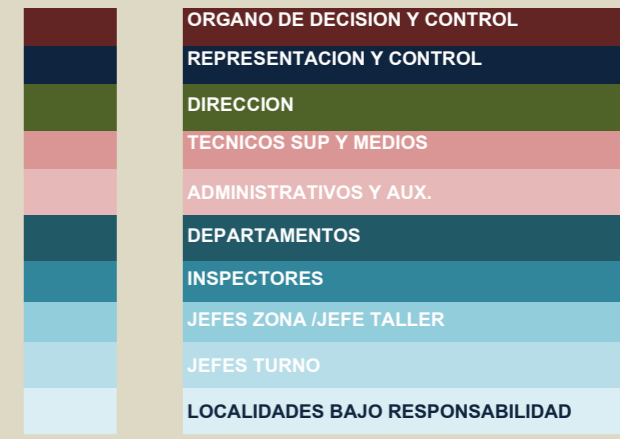 ORGANO DE DECISION Y CONTROL
REPRESENTACION Y CONTROL
DIRECCION
TECNICOS SUP Y MEDIOS
ADMINISTRATIVOS Y AUX.
DEPARTAMENTOS
INSPECTORES
JEFES ZONA /JEFE TALLER
JEFES TURNO
LOCALIDADES BAJO RESPONSABILIDAD